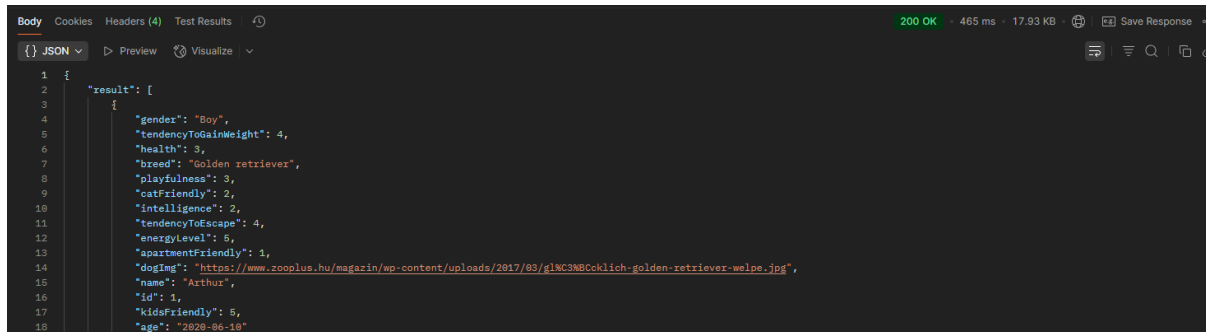 Body Cookies Headers (4) Test Results 200 OK 465 ms 17.93 KB e.g. Save Response
{} JSON Preview Visualize
1 {
2 "result": [
3 {
4 "gender": "Boy",
5 "tendencyToGainWeight": 4,
6 "health": 3,
7 "breed": "Golden retriever",
8 "playfulness": 3,
9 "catFriendly": 2,
10 "intelligence": 2,
11 "tendencyToEscape": 4,
12 "energyLevel": 5,
13 "apartmentFriendly": 1,
14 "dogImg": "https://www.zooplus.hu/magazin/wp-content/uploads/2017/03/gl%C3%BCcklich-golden-retriever-welpe.jpg",
15 "name": "Arthur",
16 "id": 1,
17 "kidsFriendly": 5,
18 "age": "2020-06-10"